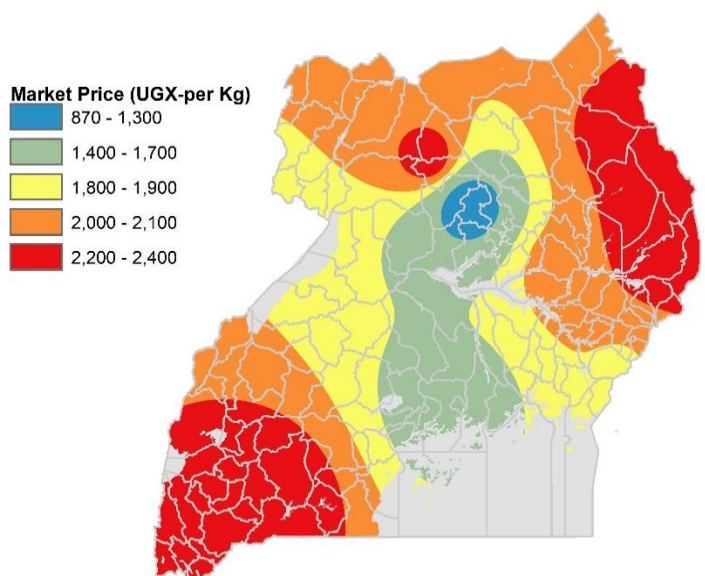 Market Price (UGX-per Kg)
870 - 1,300
1,400 - 1,700
1,800 - 1,900
2,000 - 2,100
2,200 - 2,400